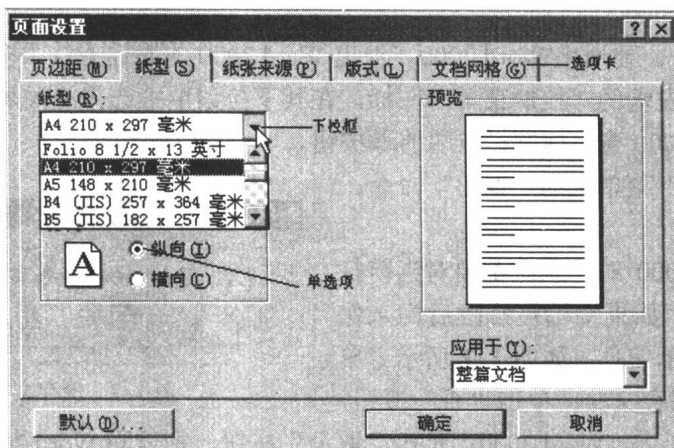 页面设置
页边距(M) 纸型(S) 纸张来源(P) 版式(L) 文档网格(G) 选项卡
纸型(R): 预览
A4 210 x 297 毫米 下拉框
Folio 8 1/2 x 13 英寸
A4 210 x 297 毫米
A5 148 x 210 毫米
B4 (JIS) 257 x 364 毫米
B5 (JIS) 182 x 257 毫米
A 纵向(I)
横向(C) 单选项
应用于(Y):
整篇文档
默认(D)... 确定 取消